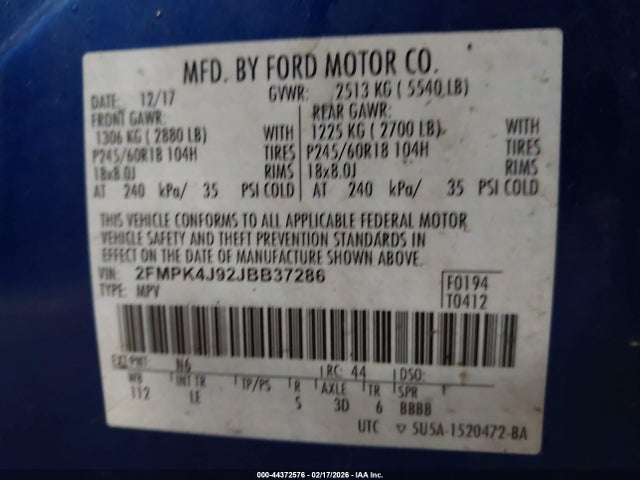 MFD. BY FORD MOTOR CO.
DATE: 12/17 GVWR: 2513 KG ( 5540 LB)
FRONT GAWR: REAR GAWR:
1306 KG ( 2880 LB) WITH 1225 KG ( 2700 LB) WITH
P245/60R18 104H TIRES P245/60R18 104H TIRES
18x8.0J RIMS 18x8.0J RIMS
AT 240 kPa/ 35 PSI COLD AT 240 kPa/ 35 PSI COLD
THIS VEHICLE CONFORMS TO ALL APPLICABLE FEDERAL MOTOR
VEHICLE SAFETY AND THEFT PREVENTION STANDARDS IN
EFFECT ON THE DATE OF MANUFACTURE SHOWN ABOVE.
VIN: 2FMPK4J92JBB37286 F0194
TYPE: MPV T0412
EXT PNT: N6 RC: 44 DSO:
WB INT TR TP/PS R AXLE TR SPR
112 LE S 3D 6 BBBB
UTC ▽ 5U5A-1520472-BA
000-44372576 - 02/17/2026 - IAA Inc.